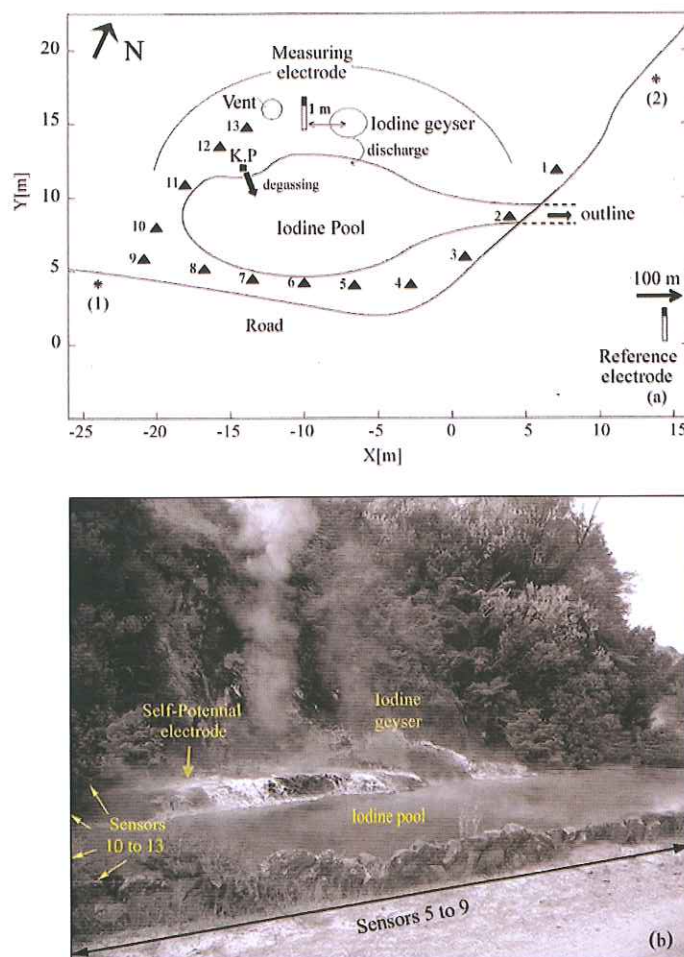 N
Measuring
electrode
Vent
1 m
Iodine geyser
discharge
13
12
K.P
degassing
11
10
9
8
7
6
5
4
3
2
1
Iodine Pool
outline
(1)
(2)
Road
100 m
Reference
electrode
(a)
Y[m]
20
15
10
5
0
-25
-20
-15
-10
-5
0
5
10
15
X[m]
Self-Potential
electrode
Iodine
geyser
Sensors
10 to 13
Iodine pool
Sensors 5 to 9
(b)